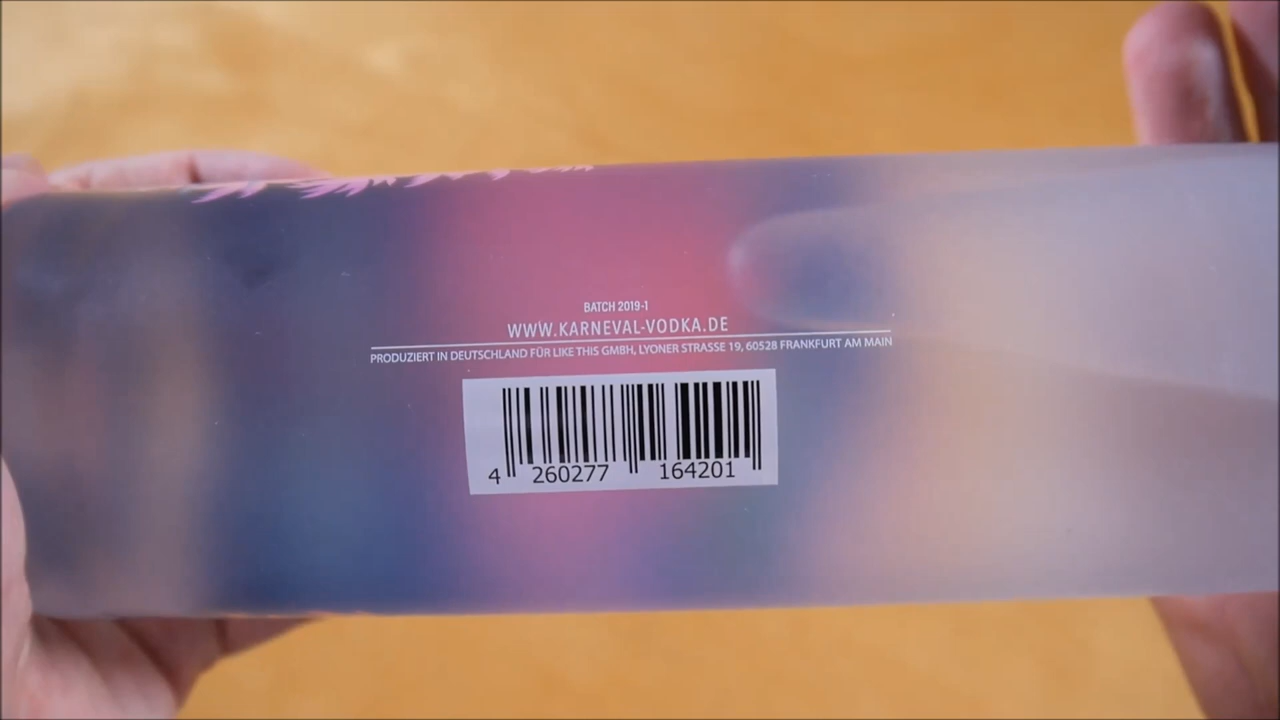 BATCH 2019-1
WWW.KARNEVAL-VODKA.DE
PRODUZIERT IN DEUTSCHLAND FÜR LIKE THIS GMBH, LYONER STRASSE 19, 60528 FRANKFURT AM MAIN
4 260277 164201